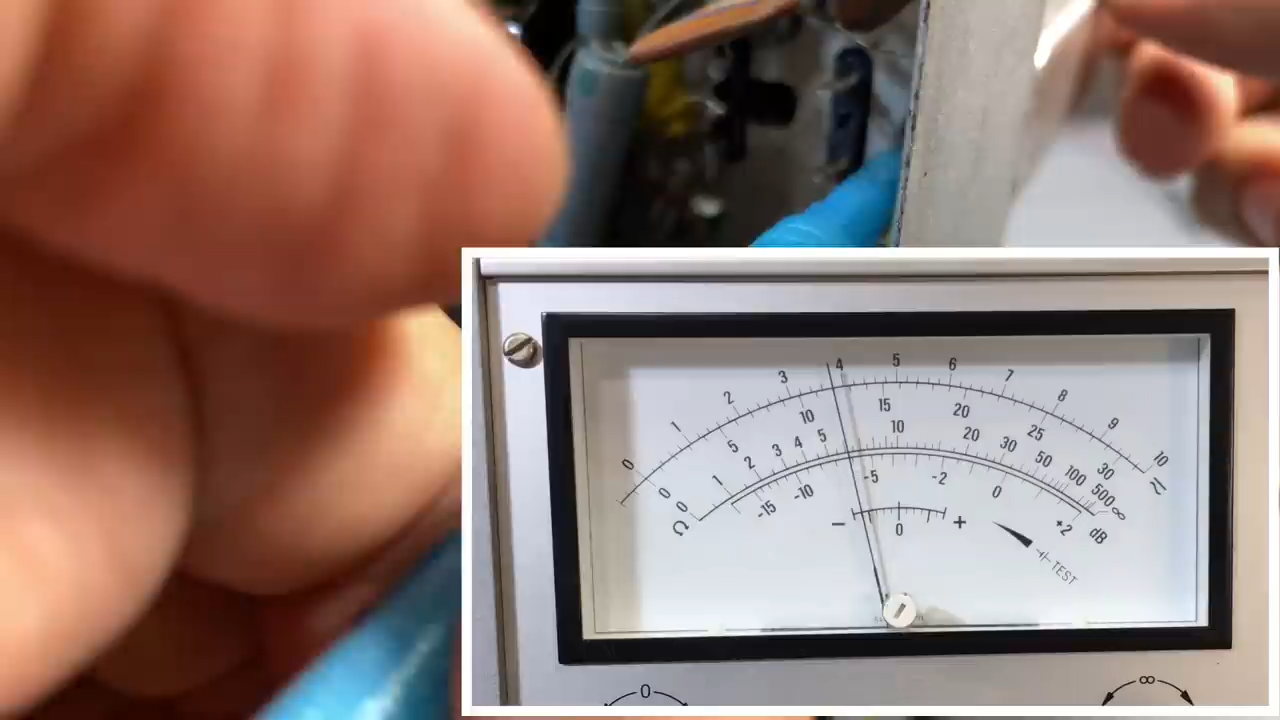 0 1 2 3 4 5 6 7 8 9 10
0 5 10 15 20 25 30
Ω 0 1 2 3 4 5 10 20 30 50 100 500 ∞
-15 -10 -5 -2 0 +2 dB
− 0 +
TEST
0 ∞